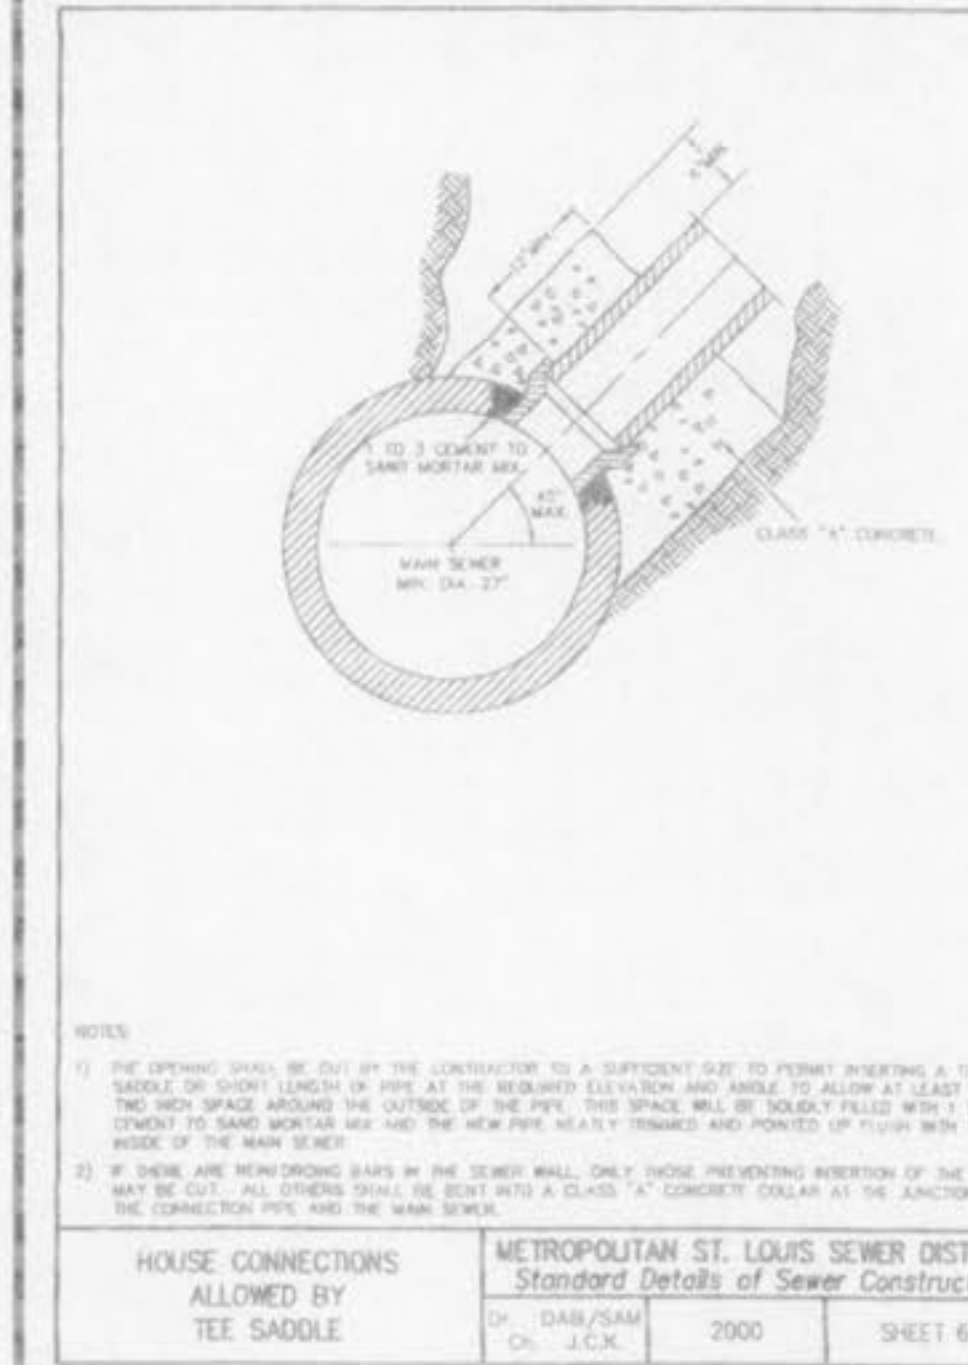 12" MIN.
1 TO 3 CEMENT TO
SAND MORTAR MIX.
45°
MAX.
CLASS "A" CONCRETE
MAIN SEWER
MIN. DIA. 27"
NOTES:
1) THE OPENING SHALL BE CUT BY THE CONTRACTOR TO A SUFFICIENT SIZE TO PERMIT INSERTING A
SADDLE OR SHORT LENGTH OF PIPE AT THE REQUIRED ELEVATION AND ANGLE TO ALLOW AT LEAST
TWO INCH SPACE AROUND THE OUTSIDE OF THE PIPE. THIS SPACE WILL BE SOLIDLY FILLED WITH 1
CEMENT TO SAND MORTAR MIX AND THE NEW PIPE NEATLY TRIMMED AND POINTED UP FLUSH WITH
INSIDE OF THE MAIN SEWER
2) IF THERE ARE REINFORCING BARS IN THE SEWER WALL, ONLY THOSE PREVENTING INSERTION OF THE
MAY BE CUT. ALL OTHERS SHALL BE BENT INTO A CLASS "A" CONCRETE COLLAR AT THE JUNCTION
THE CONNECTION PIPE AND THE MAIN SEWER.
HOUSE CONNECTIONS
ALLOWED BY
TEE SADDLE
METROPOLITAN ST. LOUIS SEWER DIST
Standard Details of Sewer Construc
Dr. DAB/SAM
Ch. J.C.K.
2000
SHEET 6